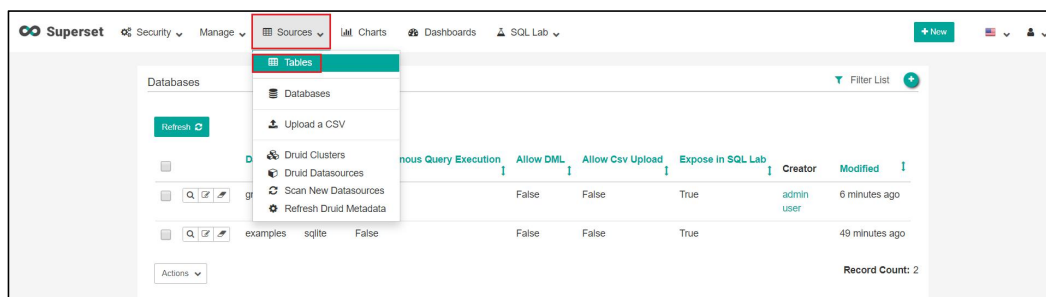 Superset Security Manage Sources Charts Dashboards SQL Lab + New
Tables
Databases Filter List
Databases
Refresh
Upload a CSV
Druid Clusters
nous Query Execution Allow DML Allow Csv Upload Expose in SQL Lab Creator Modified
Druid Datasources
Scan New Datasources
False False True admin user 6 minutes ago
Refresh Druid Metadata
examples sqlite False False False True 49 minutes ago
Actions Record Count: 2